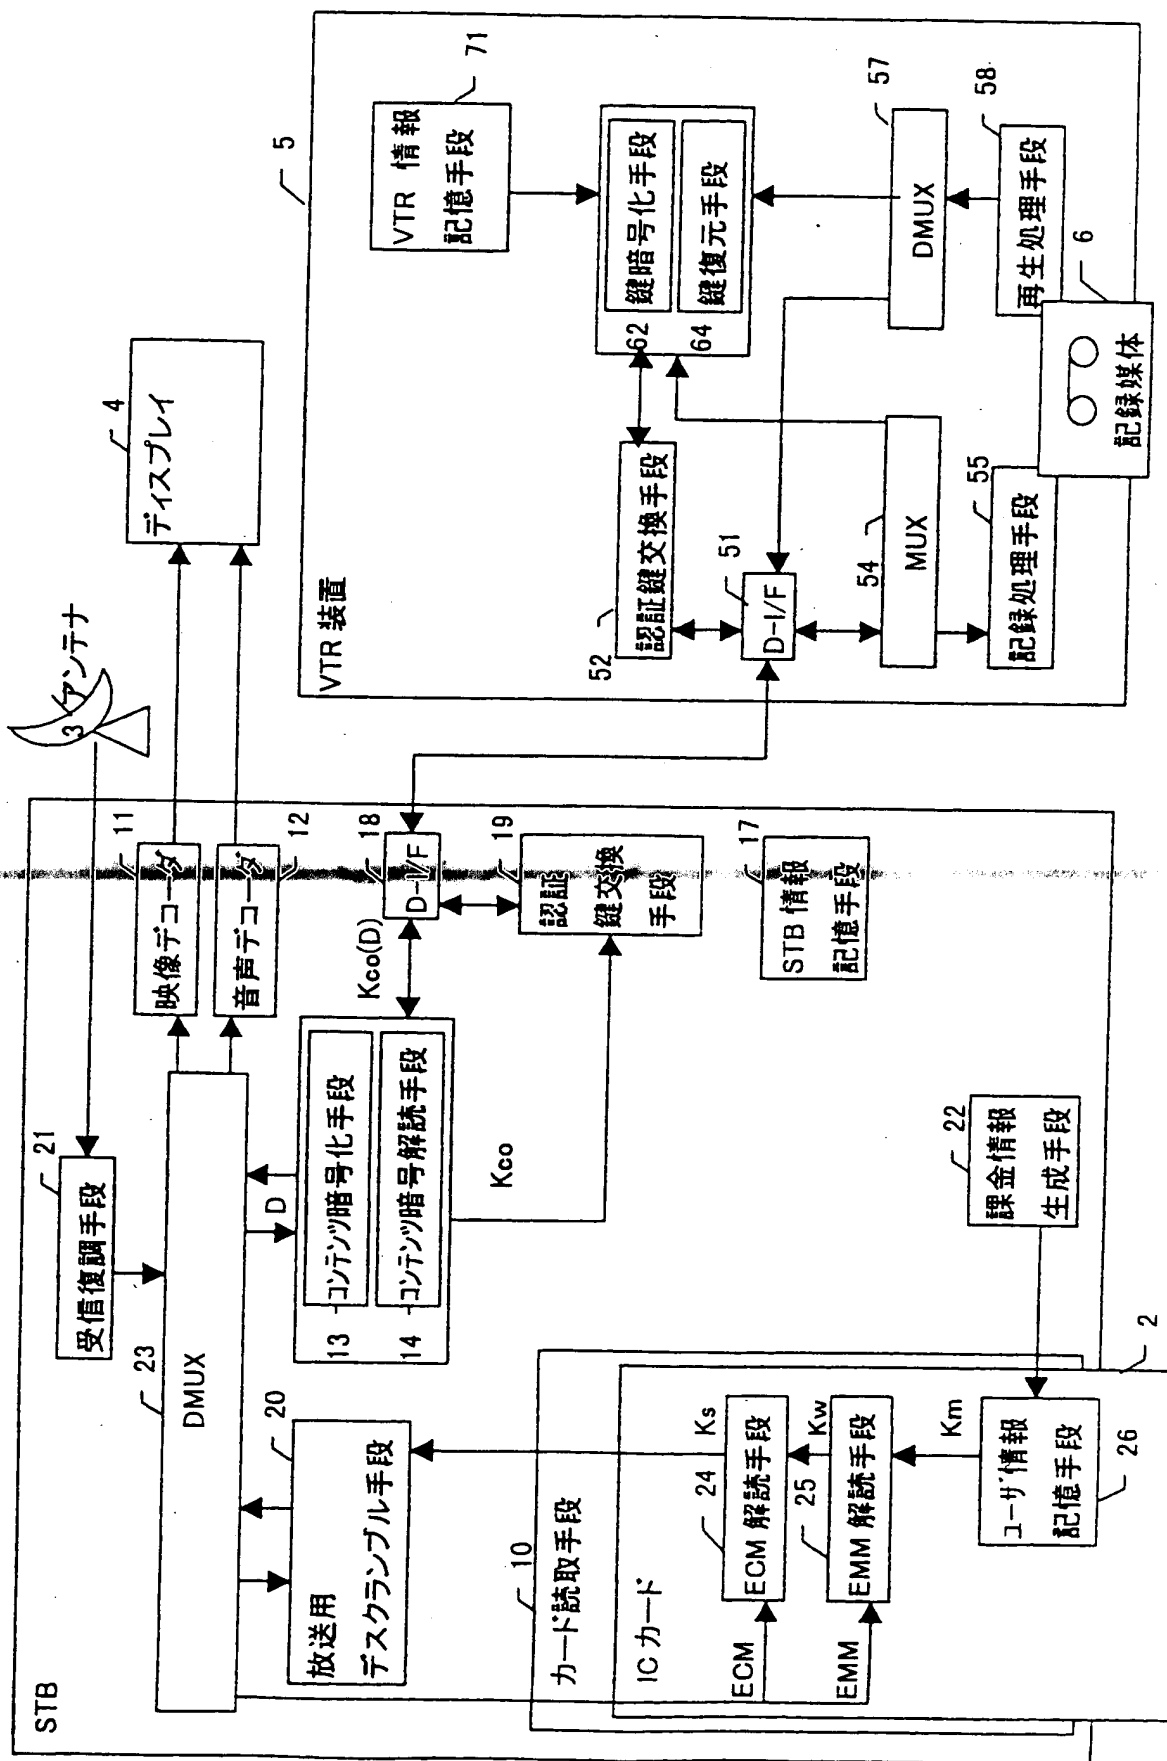 STB
23
DMUX
21
受信復調手段
3
アンテナ
11
映像デコーダ
12
音声デコーダ
4
ディスプレイ
20
放送用
デスクランブル手段
D
13
コンテンツ暗号化手段
14
コンテンツ暗号解読手段
Kco(D)
Kco
18
D-I/F
19
認証
鍵交換
手段
17
STB情報
記憶手段
22
課金情報
生成手段
10
カード読取手段
2
ICカード
ECM
24
ECM解読手段
Ks
EMM
25
EMM解読手段
Kw
Km
ユーザ情報
記憶手段
26
5
VTR装置
71
VTR 情報
記憶手段
鍵暗号化手段
62
鍵復元手段
64
52
認証鍵交換手段
51
D-I/F
54
MUX
57
DMUX
55
記録処理手段
58
再生処理手段
6
記録媒体